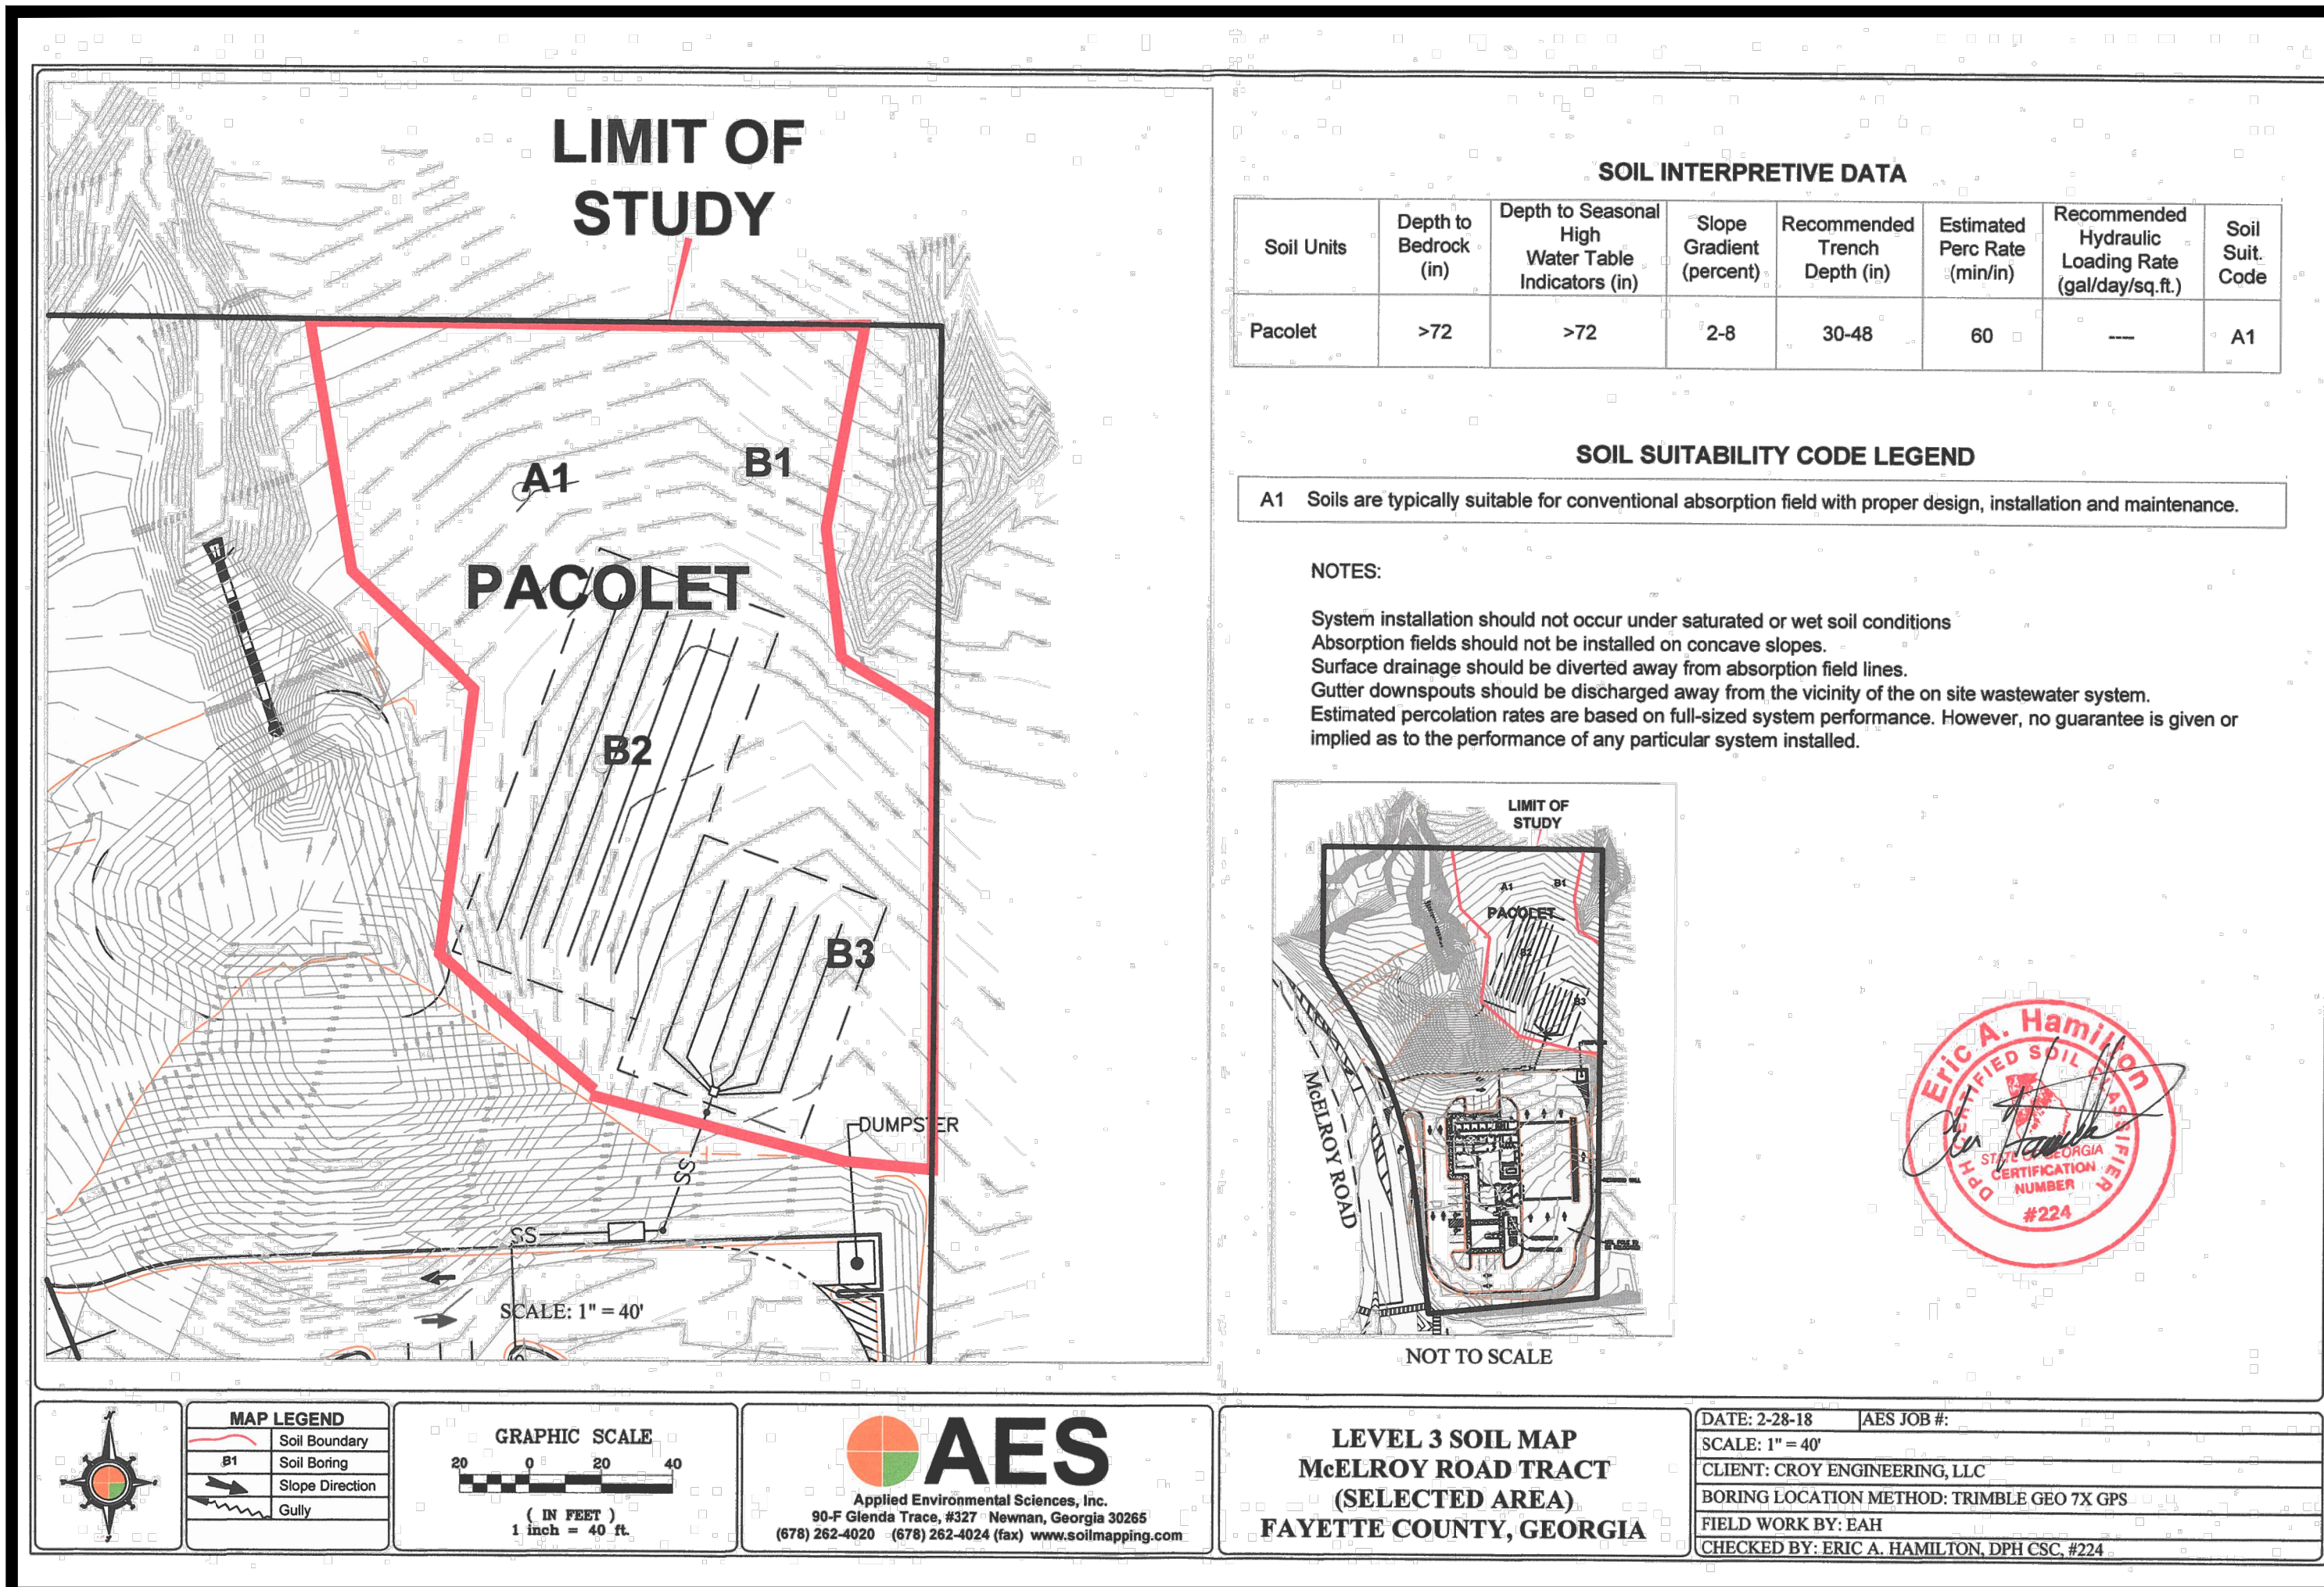 LIMIT OF
STUDY
A1
B1
PACOLET
B2
B3
DUMPSTER
SS
SS
SCALE: 1" = 40'
SOIL INTERPRETIVE DATA
Soil Units
Depth to
Bedrock
(in)
Depth to Seasonal
High
Water Table
Indicators (in)
Slope
Gradient
(percent)
Recommended
Trench
Depth (in)
Estimated
Perc Rate
(min/in)
Recommended
Hydraulic
Loading Rate
(gal/day/sq.ft.)
Soil
Suit.
Code
Pacolet >72 >72 2-8 30-48 60 ---- A1
SOIL SUITABILITY CODE LEGEND
A1 Soils are typically suitable for conventional absorption field with proper design, installation and maintenance.
NOTES:
System installation should not occur under saturated or wet soil conditions
Absorption fields should not be installed on concave slopes.
Surface drainage should be diverted away from absorption field lines.
Gutter downspouts should be discharged away from the vicinity of the on site wastewater system.
Estimated percolation rates are based on full-sized system performance. However, no guarantee is given or
implied as to the performance of any particular system installed.
LIMIT OF
STUDY
A1
B1
PACOLET
B2
B3
McELROY ROAD
NOT TO SCALE
Eric A. Hamilton
DPH CERTIFIED SOIL CLASSIFIER
STATE OF GEORGIA
CERTIFICATION
NUMBER
#224
N
MAP LEGEND
Soil Boundary
B1 Soil Boring
Slope Direction
Gully
GRAPHIC SCALE
20 0 20 40
( IN FEET )
1 inch = 40 ft.
AES
Applied Environmental Sciences, Inc.
90-F Glenda Trace, #327 Newnan, Georgia 30265
(678) 262-4020 (678) 262-4024 (fax) www.soilmapping.com
LEVEL 3 SOIL MAP
McELROY ROAD TRACT
(SELECTED AREA)
FAYETTE COUNTY, GEORGIA
DATE: 2-28-18 AES JOB #:
SCALE: 1" = 40'
CLIENT: CROY ENGINEERING, LLC
BORING LOCATION METHOD: TRIMBLE GEO 7X GPS
FIELD WORK BY: EAH
CHECKED BY: ERIC A. HAMILTON, DPH CSC, #224